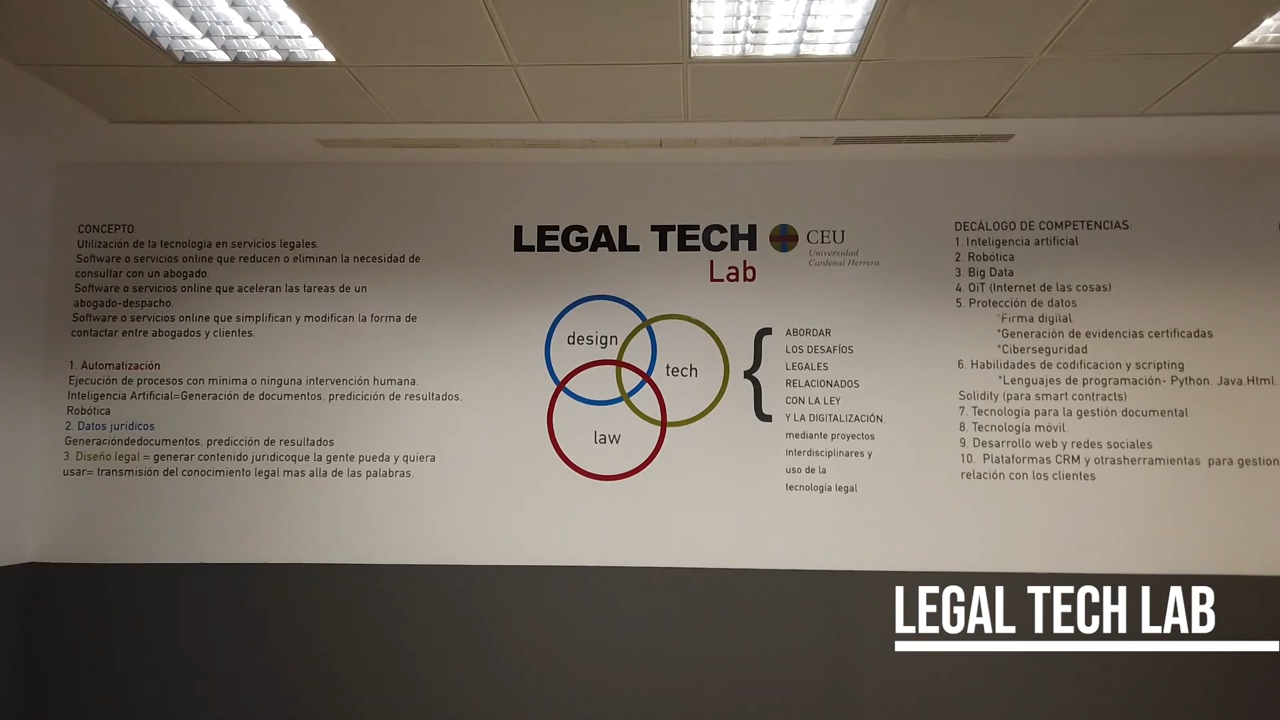 CONCEPTO.
Utilización de la tecnología en servicios legales.
Software o servicios online que reducen o eliminan la necesidad de
consultar con un abogado.
Software o servicios online que aceleran las tareas de un
abogado-despacho.
Software o servicios online que simplifican y modifican la forma de
contactar entre abogados y clientes.
1. Automatización
Ejecución de procesos con mínima o ninguna intervención humana.
Inteligencia Artificial=Generación de documentos, predicición de resultados,
Robótica
2. Datos jurídicos
Generacióndedocumentos, predicción de resultados
3. Diseño legal = generar contenido juridicoque la gente pueda y quiera
usar= transmisión del conocimiento legal mas alla de las palabras.
LEGAL TECH
Lab
CEU
Universidad
Cardenal Herrera
design
tech
law
ABORDAR
LOS DESAFÍOS
LEGALES
RELACIONADOS
CON LA LEY
Y LA DIGITALIZACIÓN,
mediante proyectos
interdisciplinares y
uso de la
tecnología legal
DECÁLOGO DE COMPETENCIAS.
1. Inteligencia artificial
2. Robótica
3. Big Data
4. OiT (Internet de las cosas)
5. Protección de datos
*Firma digital.
*Generación de evidencias certificadas
*Ciberseguridad
6. Habilidades de codificacion y scripting
*Lenguajes de programación- Python, Java,Html,
Solidity (para smart contracts)
7. Tecnología para la gestión documental
8. Tecnología móvil.
9. Desarrollo web y redes sociales
10. Plataformas CRM y otrasherramientas para gestion
relación con los clientes
LEGAL TECH LAB